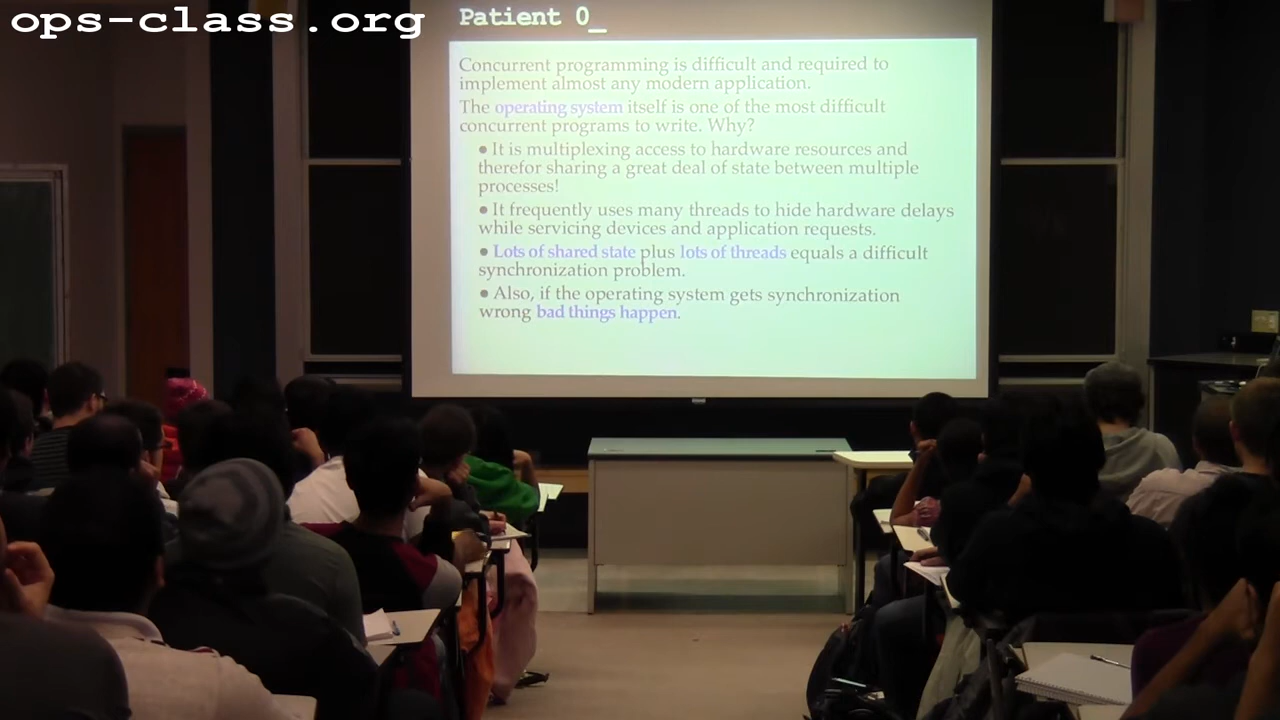 ops-class.org
Patient 0_
Concurrent programming is difficult and required to
implement almost any modern application.
The operating system itself is one of the most difficult
concurrent programs to write. Why?
● It is multiplexing access to hardware resources and
therefor sharing a great deal of state between multiple
processes!
● It frequently uses many threads to hide hardware delays
while servicing devices and application requests.
● Lots of shared state plus lots of threads equals a difficult
synchronization problem.
● Also, if the operating system gets synchronization
wrong bad things happen.